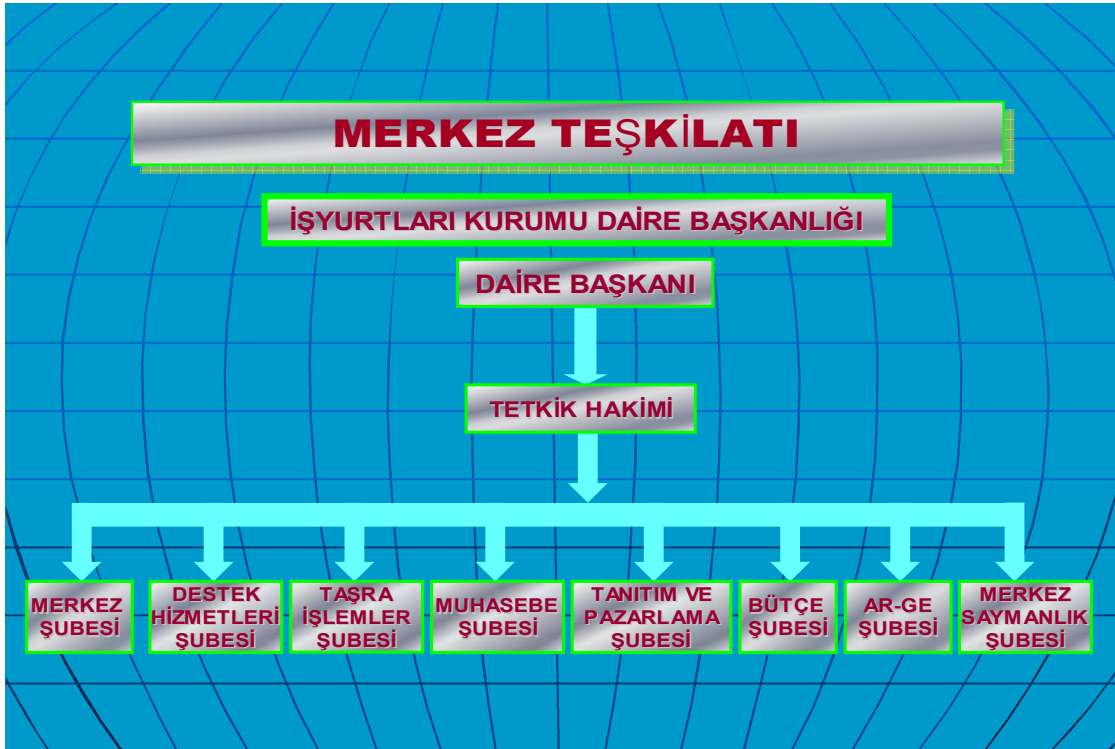 MERKEZ TEŞKİLATI
İŞYURTLARI KURUMU DAİRE BAŞKANLIĞI
DAİRE BAŞKANI
TETKİK HAKİMİ
MERKEZ
ŞUBESİ
DESTEK
HİZMETLERİ
ŞUBESİ
TAŞRA
İŞLEMLER
ŞUBESİ
MUHASEBE
ŞUBESİ
TANITIM VE
PAZARLAMA
ŞUBESİ
BÜTÇE
ŞUBESİ
AR-GE
ŞUBESİ
MERKEZ
SAYMANLIK
ŞUBESİ